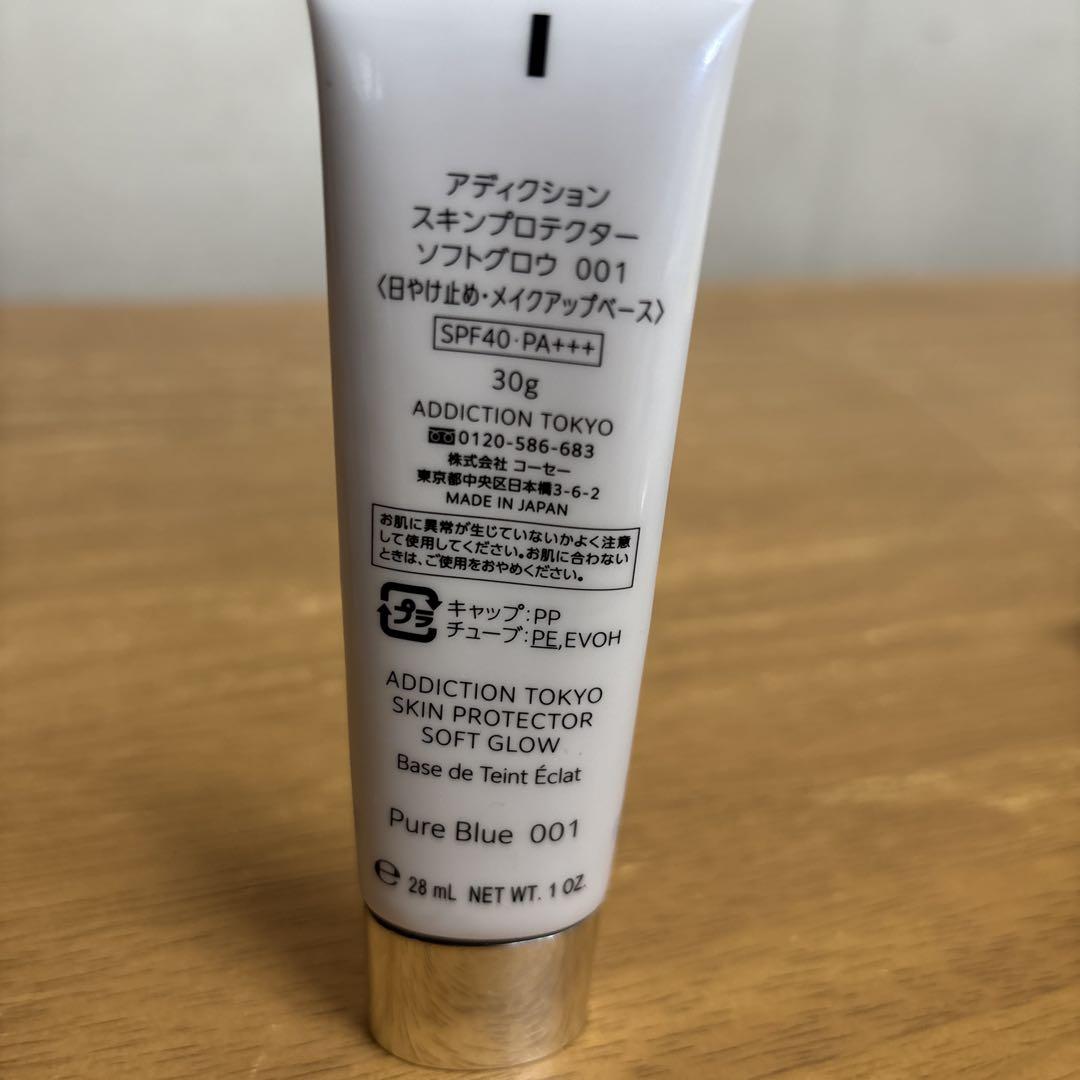 アディクション
スキンプロテクター
ソフトグロウ 001
〈日やけ止め・メイクアップベース〉
SPF40・PA+++
30g
ADDICTION TOKYO
0120-586-683
株式会社 コーセー
東京都中央区日本橋3-6-2
MADE IN JAPAN
お肌に異常が生じていないかよく注意
して使用してください。お肌に合わない
ときは、ご使用をおやめください。
プラ キャップ:PP
チューブ:PE,EVOH
ADDICTION TOKYO
SKIN PROTECTOR
SOFT GLOW
Base de Teint Éclat
Pure Blue 001
℮ 28 mL NET WT. 1 OZ.